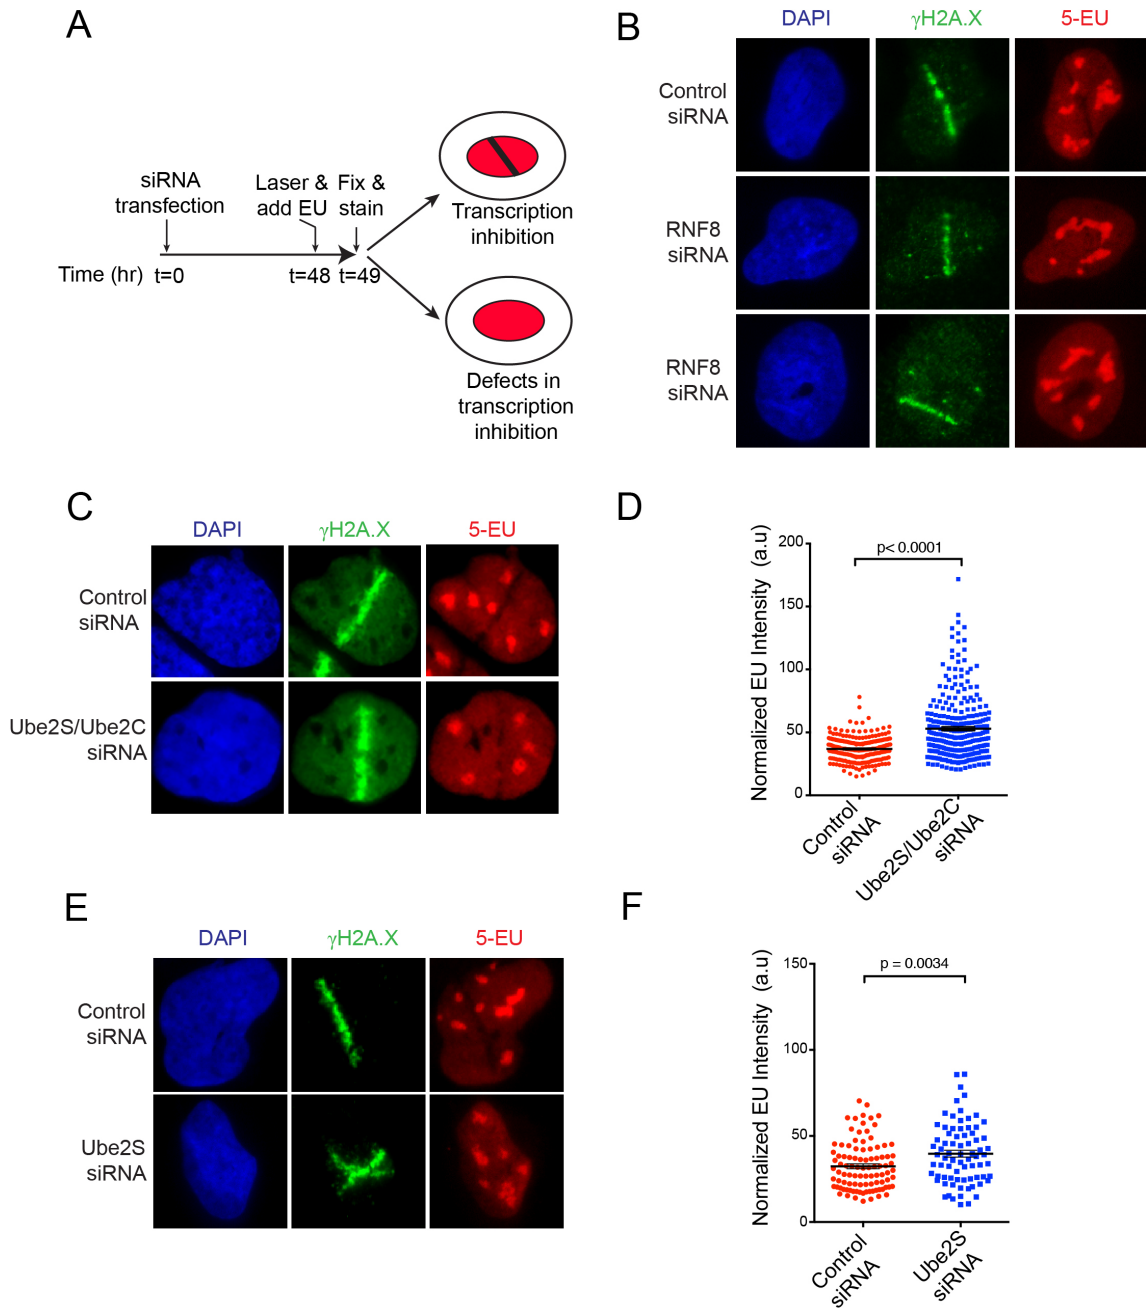 A
siRNA
transfection
Laser &
add EU
Fix &
stain
Time (hr)
t=0
t=48
t=49
Transcription
inhibition
Defects in
transcription
inhibition
B
DAPI
γH2A.X
5-EU
Control
siRNA
RNF8
siRNA
RNF8
siRNA
C
DAPI
γH2A.X
5-EU
Control
siRNA
Ube2S/Ube2C
siRNA
D
Normalized EU Intensity (a.u)
200
150
100
50
0
p< 0.0001
Control
siRNA
Ube2S/Ube2C
siRNA
E
DAPI
γH2A.X
5-EU
Control
siRNA
Ube2S
siRNA
F
Normalized EU Intensity (a.u)
150
100
50
0
p = 0.0034
Control
siRNA
Ube2S
siRNA